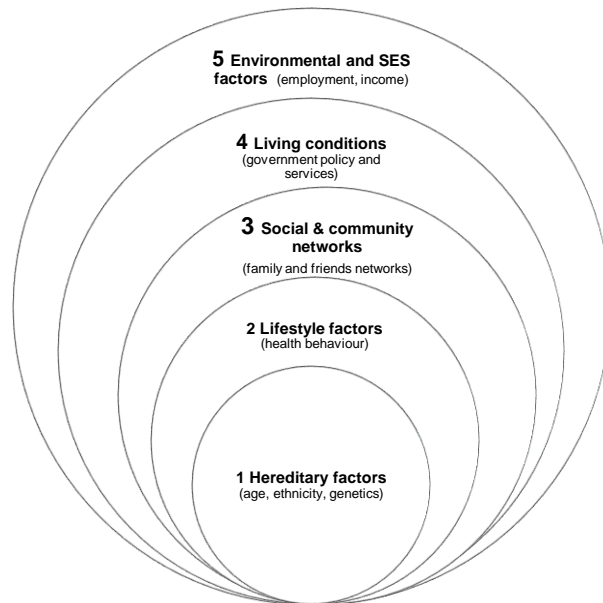 5 Environmental and SES
factors (employment, income)
4 Living conditions
(government policy and
services)
3 Social & community
networks
(family and friends networks)
2 Lifestyle factors
(health behaviour)
1 Hereditary factors
(age, ethnicity, genetics)